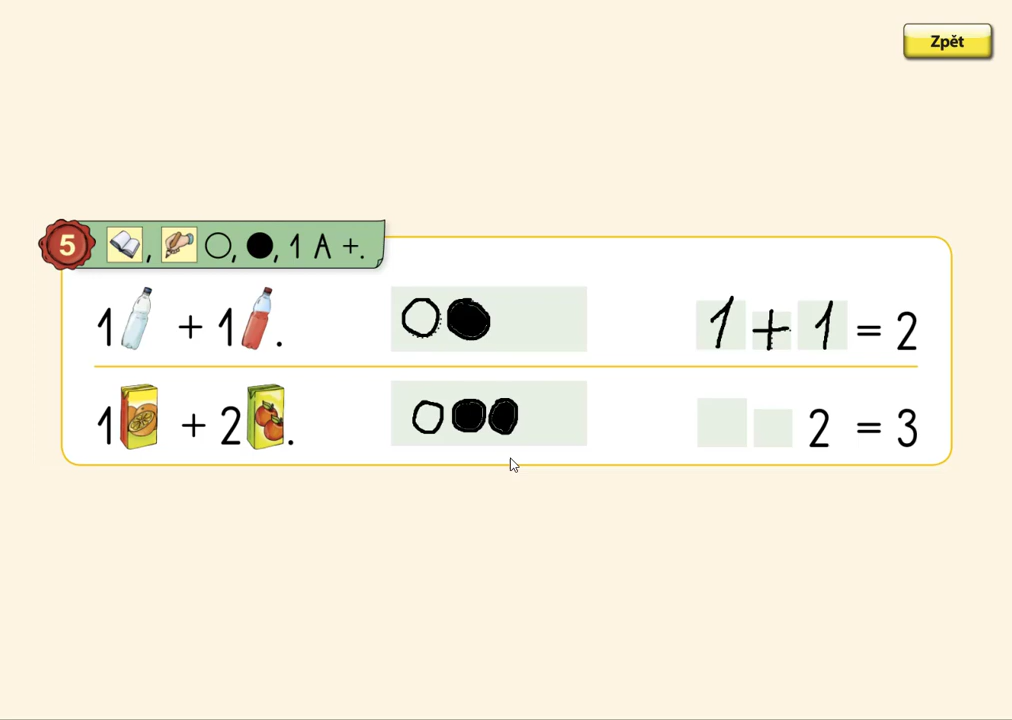 Zpět
5 , , 1 A +.
1 + 1 . 1 + 1 = 2
1 + 2 . 2 = 3